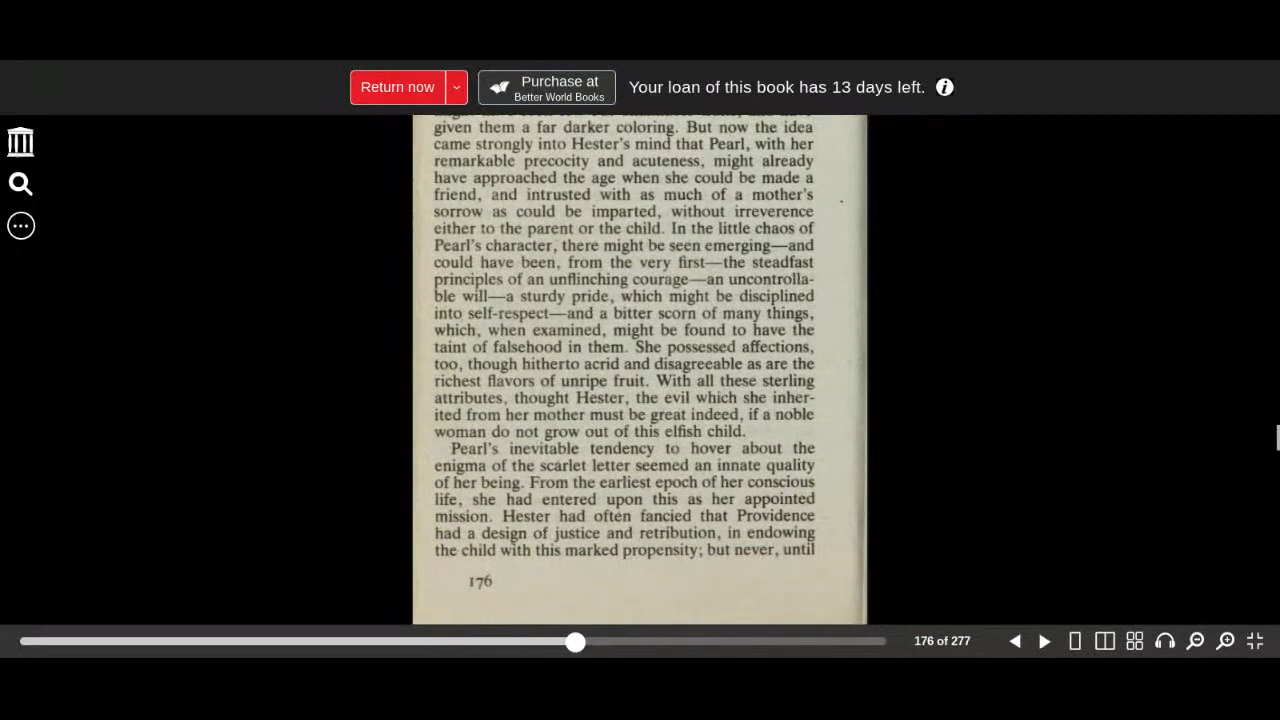 Return now
Purchase at
Better World Books
Your loan of this book has 13 days left.
given them a far darker coloring. But now the idea
came strongly into Hester's mind that Pearl, with her
remarkable precocity and acuteness, might already
have approached the age when she could be made a
friend, and intrusted with as much of a mother's
sorrow as could be imparted, without irreverence
either to the parent or the child. In the little chaos of
Pearl's character, there might be seen emerging—and
could have been, from the very first—the steadfast
principles of an unflinching courage—an uncontrolla-
ble will—a sturdy pride, which might be disciplined
into self-respect—and a bitter scorn of many things,
which, when examined, might be found to have the
taint of falsehood in them. She possessed affections,
too, though hitherto acrid and disagreeable as are the
richest flavors of unripe fruit. With all these sterling
attributes, thought Hester, the evil which she inher-
ited from her mother must be great indeed, if a noble
woman do not grow out of this elfish child.
Pearl's inevitable tendency to hover about the
enigma of the scarlet letter seemed an innate quality
of her being. From the earliest epoch of her conscious
life, she had entered upon this as her appointed
mission. Hester had often fancied that Providence
had a design of justice and retribution, in endowing
the child with this marked propensity; but never, until
176
176 of 277